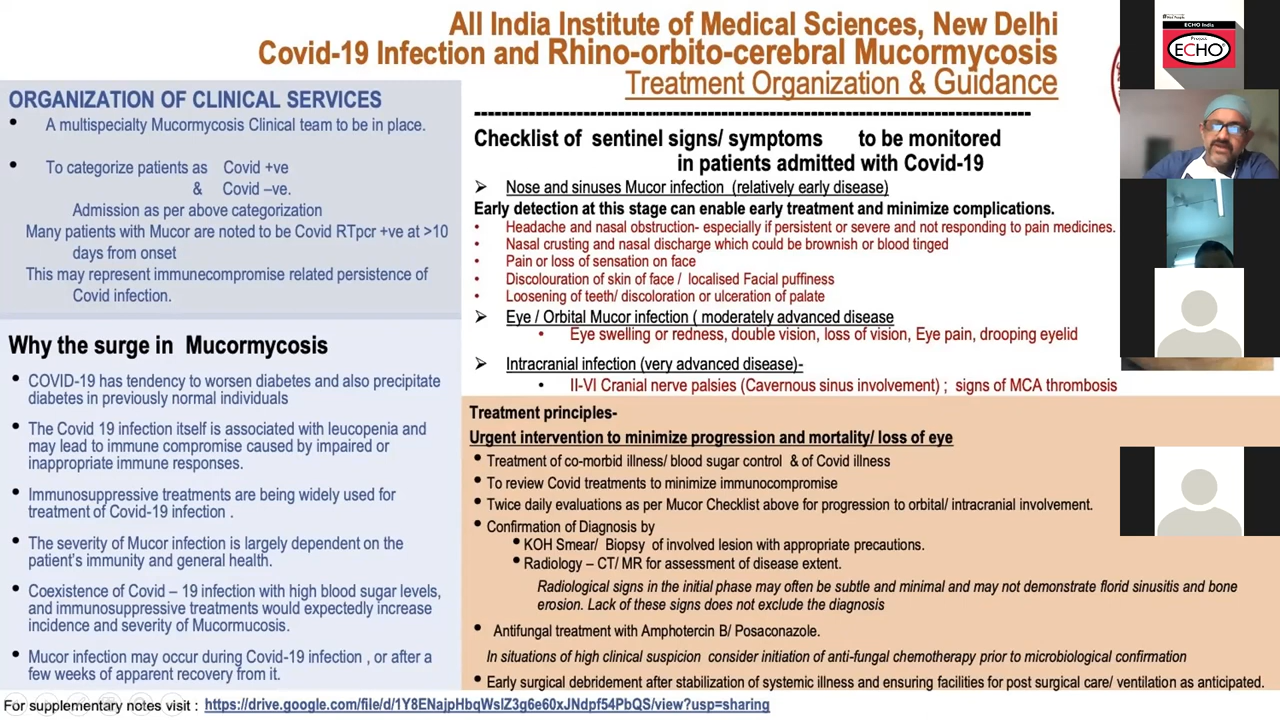 All India Institute of Medical Sciences, New Delhi
Covid-19 Infection and Rhino-orbito-cerebral Mucormycosis
Treatment Organization & Guidance
ORGANIZATION OF CLINICAL SERVICES
• A multispecialty Mucormycosis Clinical team to be in place.
• To categorize patients as Covid +ve
& Covid –ve.
Admission as per above categorization
Many patients with Mucor are noted to be Covid RTpcr +ve at >10
days from onset
This may represent immunecompromise related persistence of
Covid infection.
Why the surge in Mucormycosis
• COVID-19 has tendency to worsen diabetes and also precipitate
diabetes in previously normal individuals
• The Covid 19 infection itself is associated with leucopenia and
may lead to immune compromise caused by impaired or
inappropriate immune responses.
• Immunosuppressive treatments are being widely used for
treatment of Covid-19 infection .
• The severity of Mucor infection is largely dependent on the
patient's immunity and general health.
• Coexistence of Covid – 19 infection with high blood sugar levels,
and immunosuppressive treatments would expectedly increase
incidence and severity of Mucormucosis.
• Mucor infection may occur during Covid-19 infection , or after a
few weeks of apparent recovery from it.
Checklist of sentinel signs/ symptoms to be monitored
in patients admitted with Covid-19
➢ Nose and sinuses Mucor infection (relatively early disease)
Early detection at this stage can enable early treatment and minimize complications.
• Headache and nasal obstruction- especially if persistent or severe and not responding to pain medicines.
• Nasal crusting and nasal discharge which could be brownish or blood tinged
• Pain or loss of sensation on face
• Discolouration of skin of face / localised Facial puffiness
• Loosening of teeth/ discoloration or ulceration of palate
➢ Eye / Orbital Mucor infection ( moderately advanced disease
• Eye swelling or redness, double vision, loss of vision, Eye pain, drooping eyelid
➢ Intracranial infection (very advanced disease)-
• II-VI Cranial nerve palsies (Cavernous sinus involvement) ; signs of MCA thrombosis
Treatment principles-
Urgent intervention to minimize progression and mortality/ loss of eye
• Treatment of co-morbid illness/ blood sugar control & of Covid illness
• To review Covid treatments to minimize immunocompromise
• Twice daily evaluations as per Mucor Checklist above for progression to orbital/ intracranial involvement.
• Confirmation of Diagnosis by
• KOH Smear/ Biopsy of involved lesion with appropriate precautions.
• Radiology – CT/ MR for assessment of disease extent.
Radiological signs in the initial phase may often be subtle and minimal and may not demonstrate florid sinusitis and bone
erosion. Lack of these signs does not exclude the diagnosis
• Antifungal treatment with Amphotercin B/ Posaconazole.
In situations of high clinical suspicion consider initiation of anti-fungal chemotherapy prior to microbiological confirmation
• Early surgical debridement after stabilization of systemic illness and ensuring facilities for post surgical care/ ventilation as anticipated.
For supplementary notes visit : https://drive.google.com/file/d/1Y8ENajpHbqWslZ3g6e60xJNdpf54PbQS/view?usp=sharing
ECHO India
ECHO